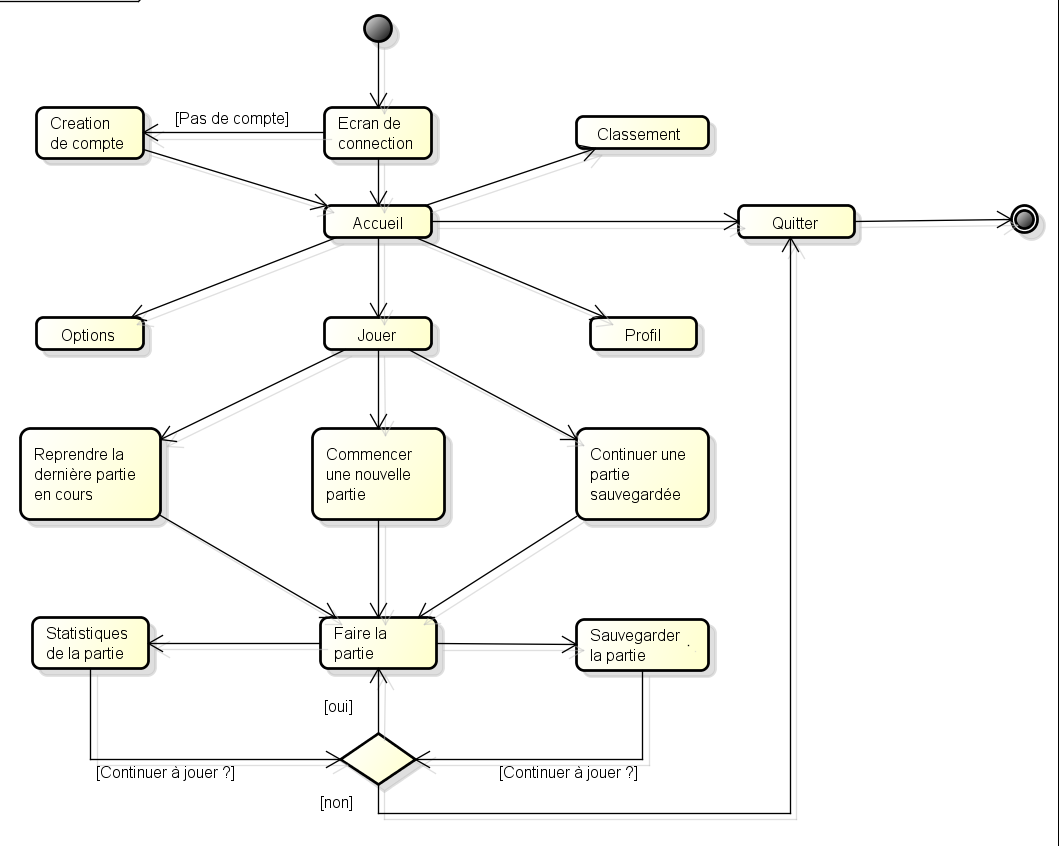 [Pas de compte]
Creation
de compte
Ecran de
connection
Classement
Accueil
Quitter
Options
Jouer
Profil
Reprendre la
dernière partie
en cours
Commencer
une nouvelle
partie
Continuer une
partie
sauvegardée
Statistiques
de la partie
Faire la
partie
Sauvegarder
la partie
[oui]
[Continuer à jouer ?]
[Continuer à jouer ?]
[non]